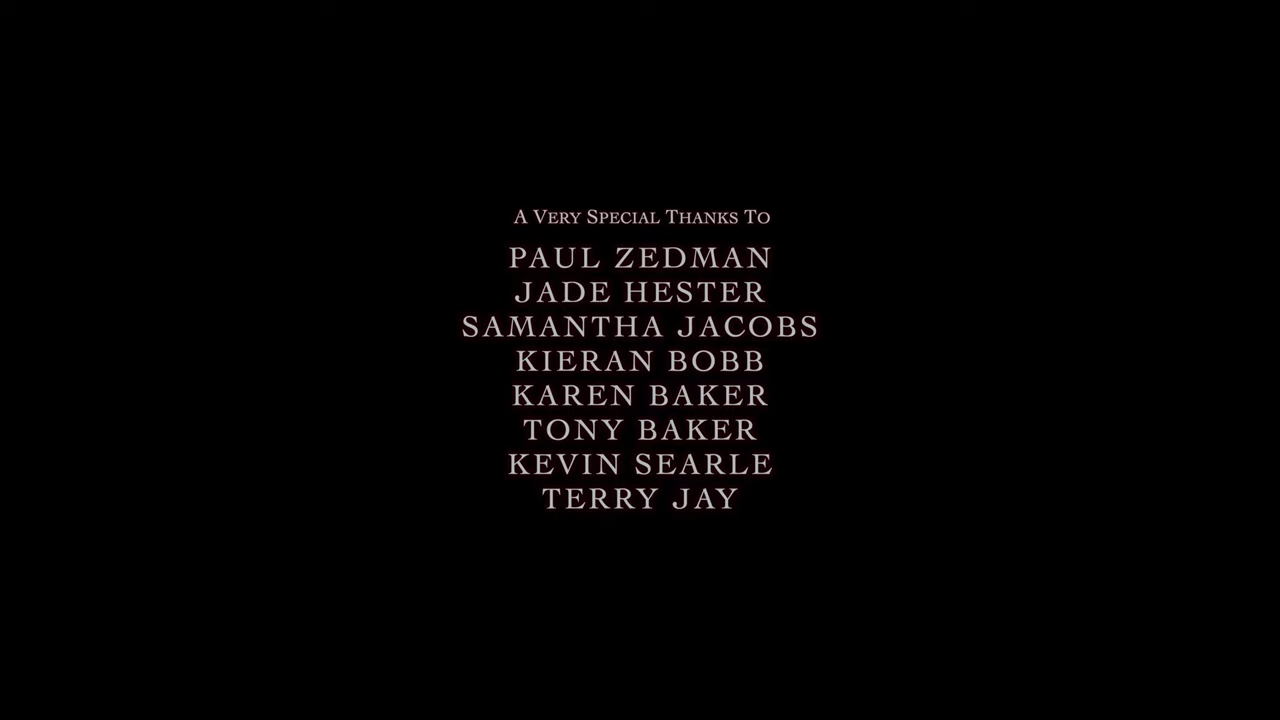 A Very Special Thanks To
PAUL ZEDMAN
JADE HESTER
SAMANTHA JACOBS
KIERAN BOBB
KAREN BAKER
TONY BAKER
KEVIN SEARLE
TERRY JAY